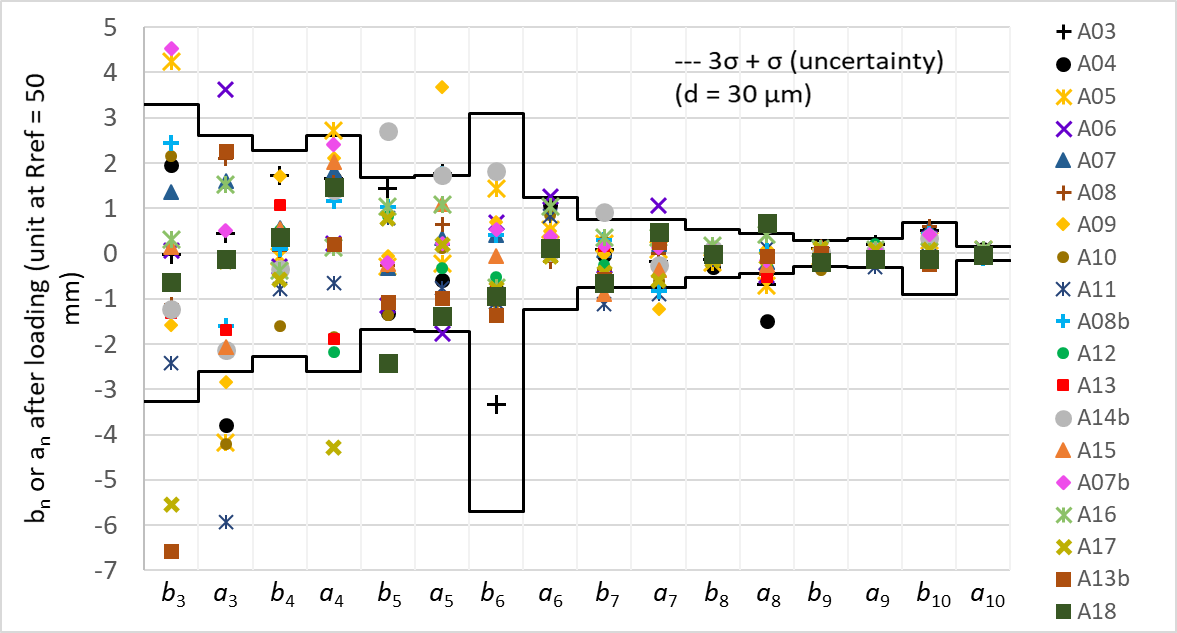 bn or an after loading (unit at Rref = 50
mm)
5
4
3
2
1
0
-1
-2
-3
-4
-5
-6
-7
--- 3σ + σ (uncertainty)
(d = 30 µm)
b3 a3 b4 a4 b5 a5 b6 a6 b7 a7 b8 a8 b9 a9 b10 a10
A03
A04
A05
A06
A07
A08
A09
A10
A11
A08b
A12
A13
A14b
A15
A07b
A16
A17
A13b
A18